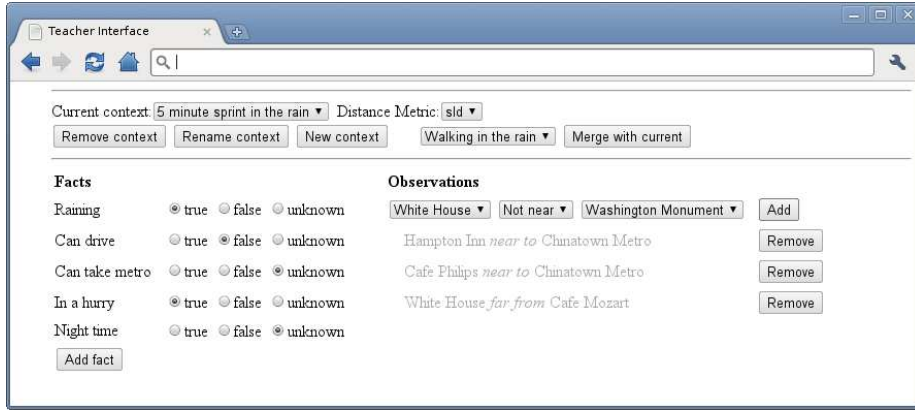 Teacher Interface
Current context: 5 minute sprint in the rain Distance Metric: sld
Remove context Rename context New context Walking in the rain Merge with current
Facts Observations
Raining true false unknown White House Not near Washington Monument Add
Can drive true false unknown Hampton Inn near to Chinatown Metro Remove
Can take metro true false unknown Cafe Philips near to Chinatown Metro Remove
In a hurry true false unknown White House far from Cafe Mozart Remove
Night time true false unknown
Add fact